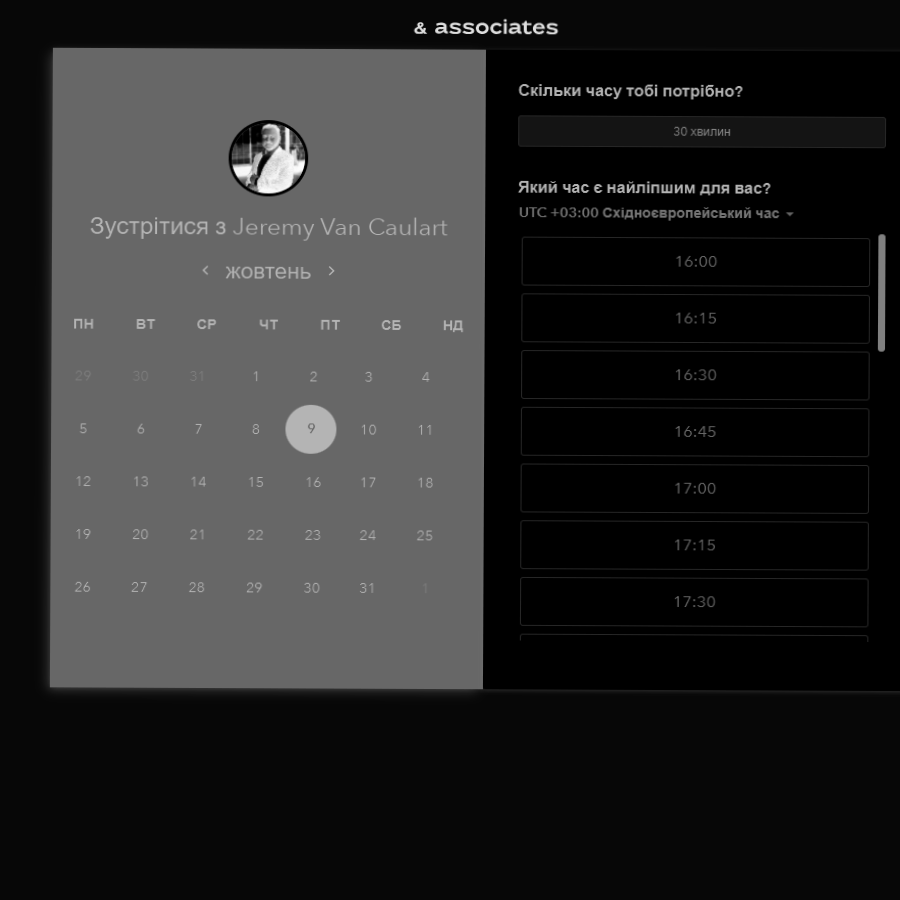 & associates
Зустрітися з Jeremy Van Caulart
жовтень
ПН ВТ СР ЧТ ПТ СБ НД
29 30 31 1 2 3 4
5 6 7 8 9 10 11
12 13 14 15 16 17 18
19 20 21 22 23 24 25
26 27 28 29 30 31 1
Скільки часу тобі потрібно?
30 хвилин
Який час є найліпшим для вас?
UTC +03:00 Східноєвропейський час
16:00
16:15
16:30
16:45
17:00
17:15
17:30